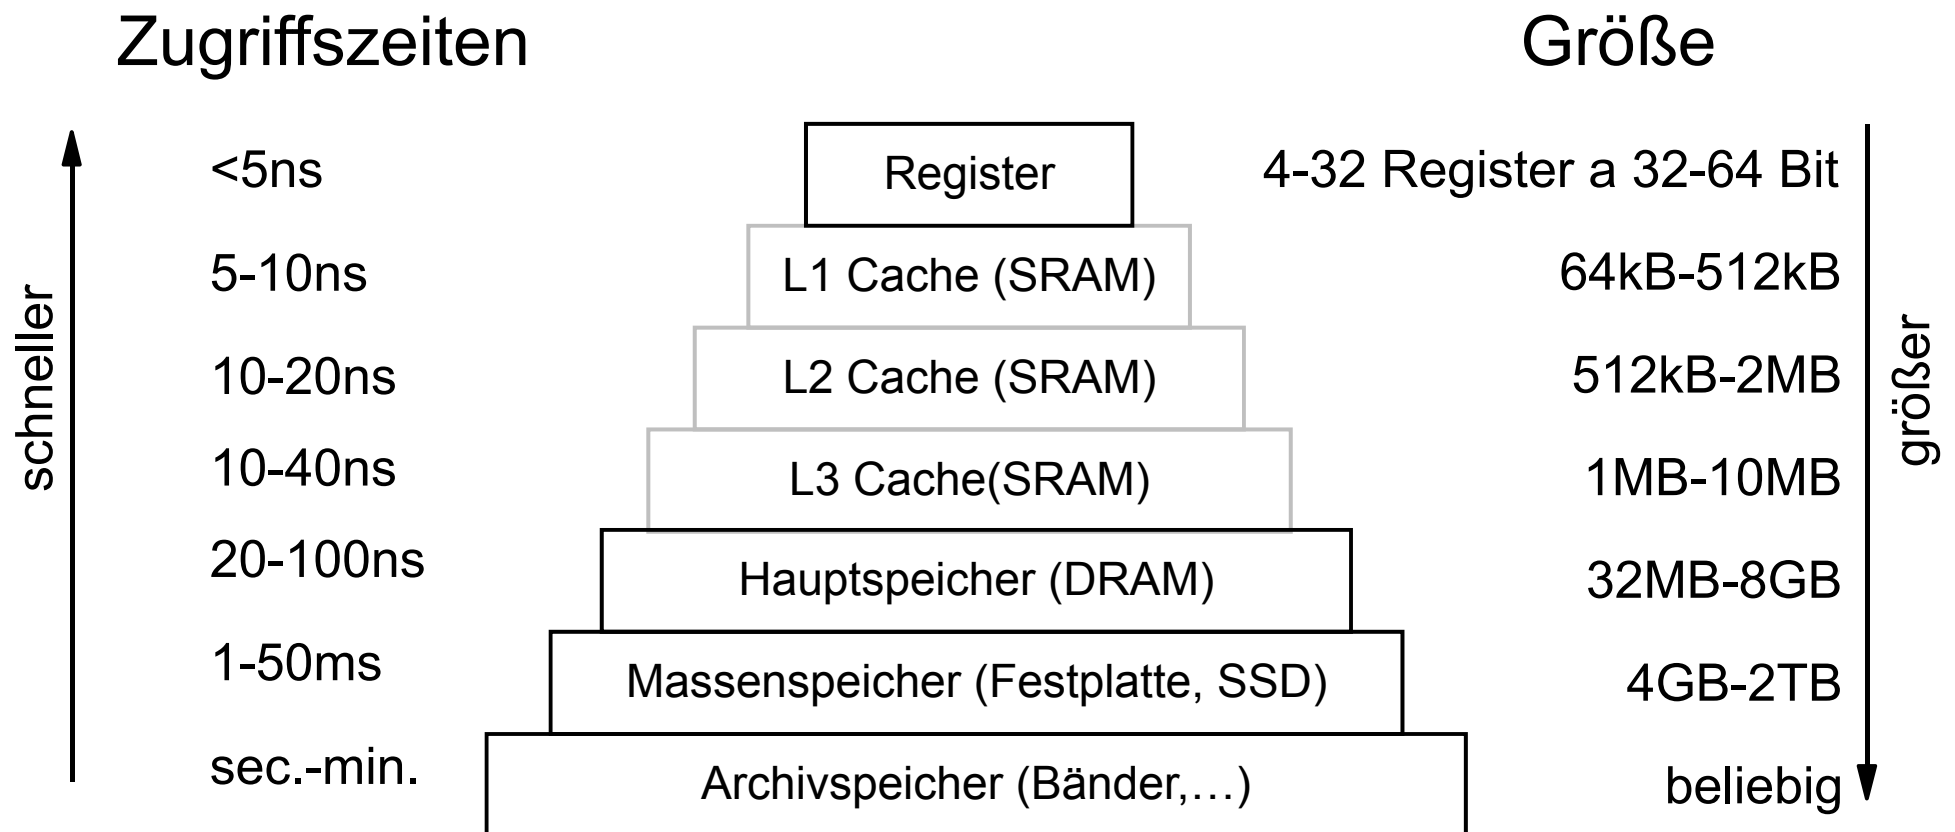 Zugriffszeiten
Größe
<5ns
Register
4-32 Register a 32-64 Bit
5-10ns
L1 Cache (SRAM)
64kB-512kB
schneller
größer
10-20ns
L2 Cache (SRAM)
512kB-2MB
10-40ns
L3 Cache(SRAM)
1MB-10MB
20-100ns
Hauptspeicher (DRAM)
32MB-8GB
1-50ms
Massenspeicher (Festplatte, SSD)
4GB-2TB
sec.-min.
Archivspeicher (Bänder,…)
beliebig